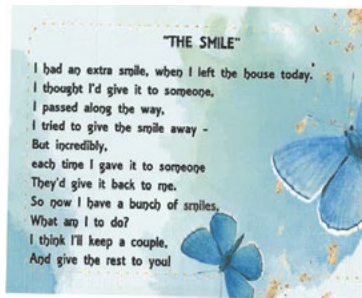 "THE SMILE"
I had an extra smile, when I left the house today.
I thought I'd give it to someone,
I passed along the way,
I tried to give the smile away -
But incredibly,
each time I gave it to someone
They'd give it back to me.
So now I have a bunch of smiles,
What am I to do?
I think I'll keep a couple,
And give the rest to you!